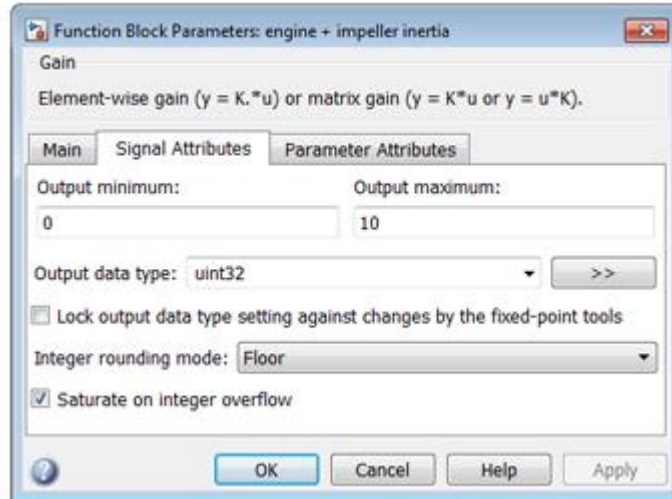 Function Block Parameters: engine + impeller inertia
Gain
Element-wise gain (y = K.*u) or matrix gain (y = K*u or y = u*K).
Main Signal Attributes Parameter Attributes
Output minimum: Output maximum:
0 10
Output data type: uint32 >>
Lock output data type setting against changes by the fixed-point tools
Integer rounding mode: Floor
Saturate on integer overflow
? OK Cancel Help Apply